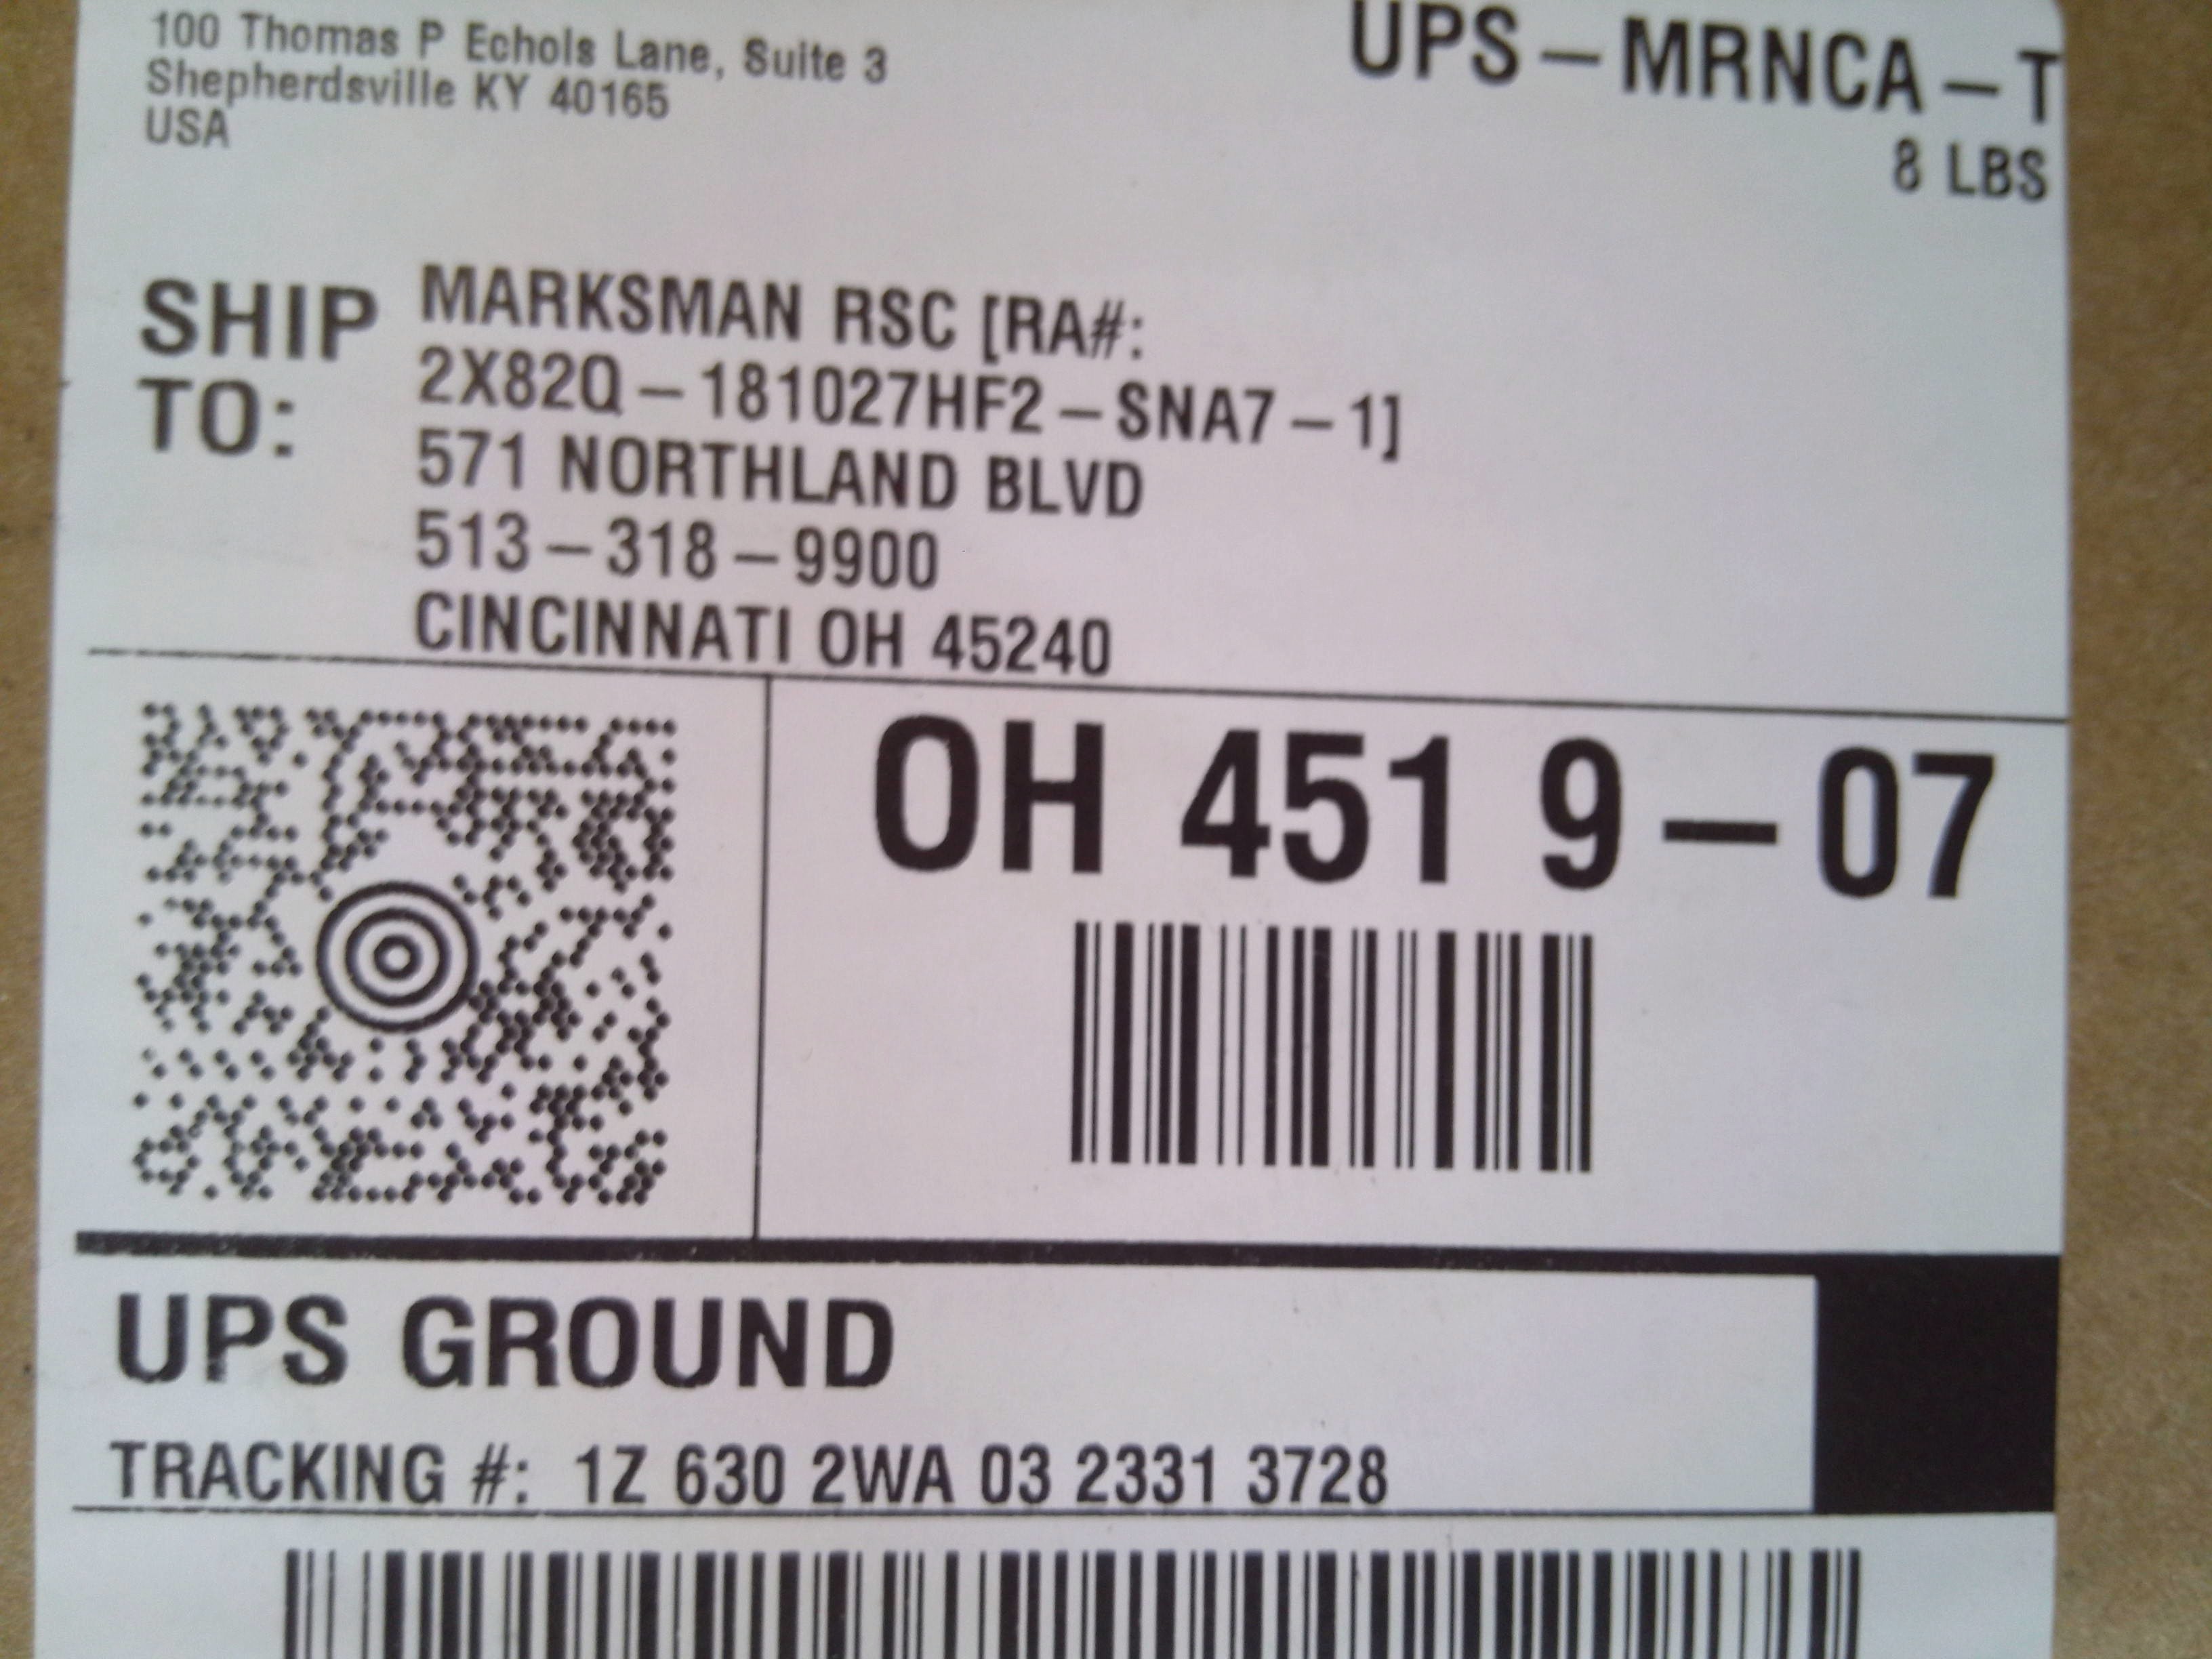 100 Thomas P Echols Lane, Suite 3
Shepherdsville KY 40165
USA
UPS-MRNCA-T
8 LBS
SHIP TO:
MARKSMAN RSC [RA#:
2X82Q-181027HF2-SNA7-1]
571 NORTHLAND BLVD
513-318-9900
CINCINNATI OH 45240
OH 451 9-07
UPS GROUND
TRACKING #: 1Z 630 2WA 03 2331 3728